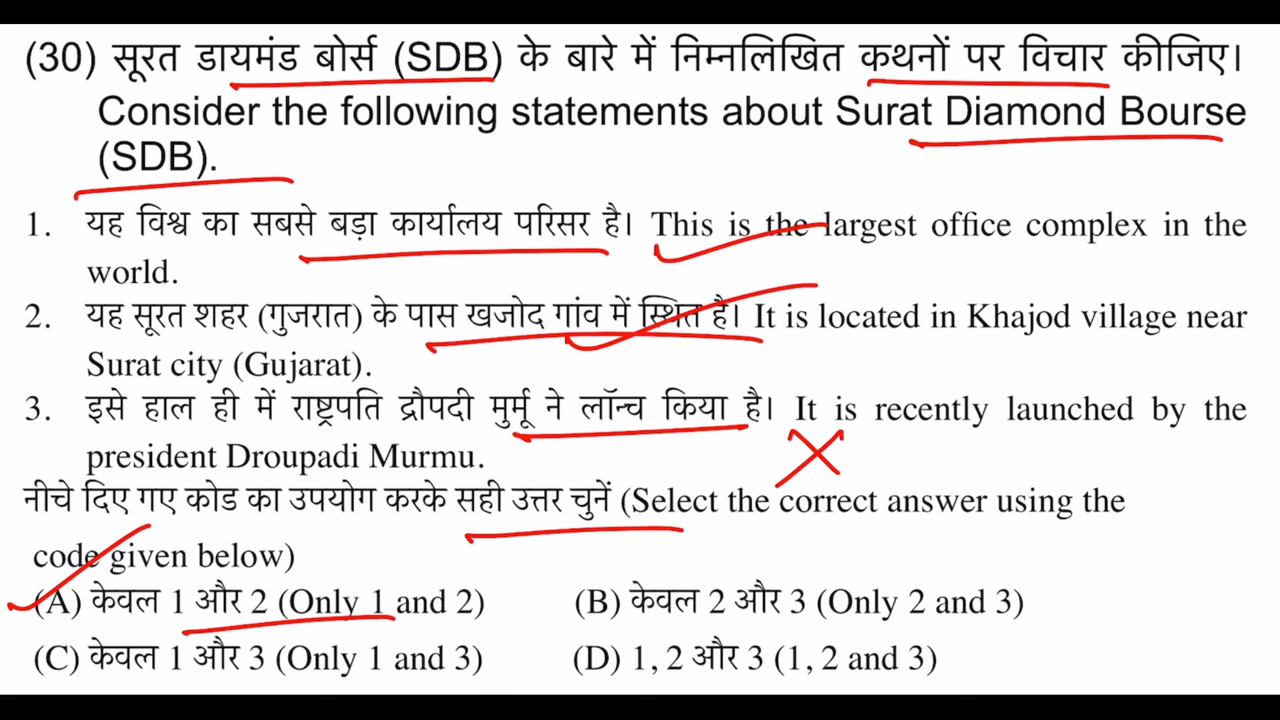 (30) सूरत डायमंड बोर्स (SDB) के बारे में निम्नलिखित कथनों पर विचार कीजिए।
Consider the following statements about Surat Diamond Bourse
(SDB).
1. यह विश्व का सबसे बड़ा कार्यालय परिसर है। This is the largest office complex in the
world.
2. यह सूरत शहर (गुजरात) के पास खजोद गांव में स्थित है। It is located in Khajod village near
Surat city (Gujarat).
3. इसे हाल ही में राष्ट्रपति द्रौपदी मुर्मू ने लॉन्च किया है। It is recently launched by the
president Droupadi Murmu.
नीचे दिए गए कोड का उपयोग करके सही उत्तर चुनें (Select the correct answer using the
code given below)
(A) केवल 1 और 2 (Only 1 and 2) (B) केवल 2 और 3 (Only 2 and 3)
(C) केवल 1 और 3 (Only 1 and 3) (D) 1, 2 और 3 (1, 2 and 3)